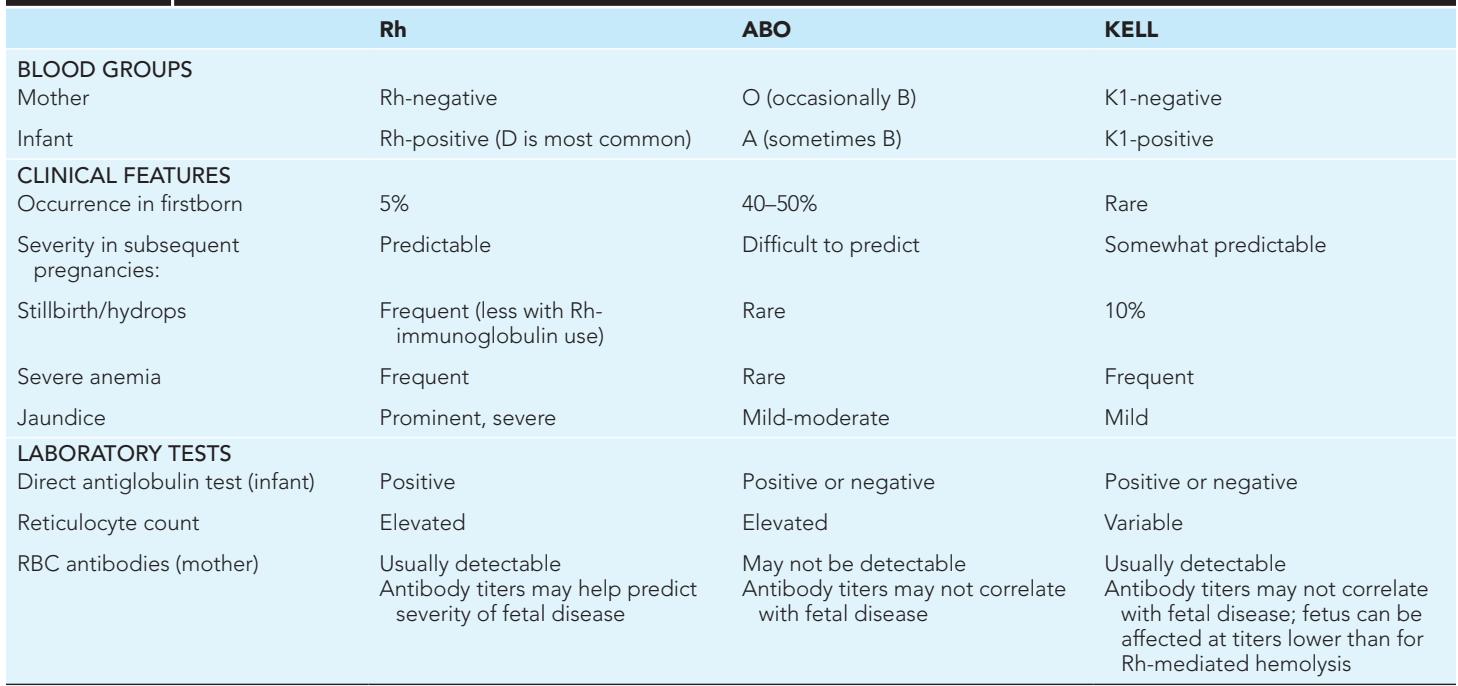 Rh ABO KELL
BLOOD GROUPS
Mother Rh-negative O (occasionally B) K1-negative
Infant Rh-positive (D is most common) A (sometimes B) K1-positive
CLINICAL FEATURES
Occurrence in firstborn 5% 40–50% Rare
Severity in subsequent Predictable Difficult to predict Somewhat predictable
pregnancies:
Stillbirth/hydrops Frequent (less with Rh- Rare 10%
immunoglobulin use)
Severe anemia Frequent Rare Frequent
Jaundice Prominent, severe Mild-moderate Mild
LABORATORY TESTS
Direct antiglobulin test (infant) Positive Positive or negative Positive or negative
Reticulocyte count Elevated Elevated Variable
RBC antibodies (mother) Usually detectable May not be detectable Usually detectable
Antibody titers may help predict Antibody titers may not correlate Antibody titers may not correlate
severity of fetal disease with fetal disease with fetal disease; fetus can be
affected at titers lower than for
Rh-mediated hemolysis